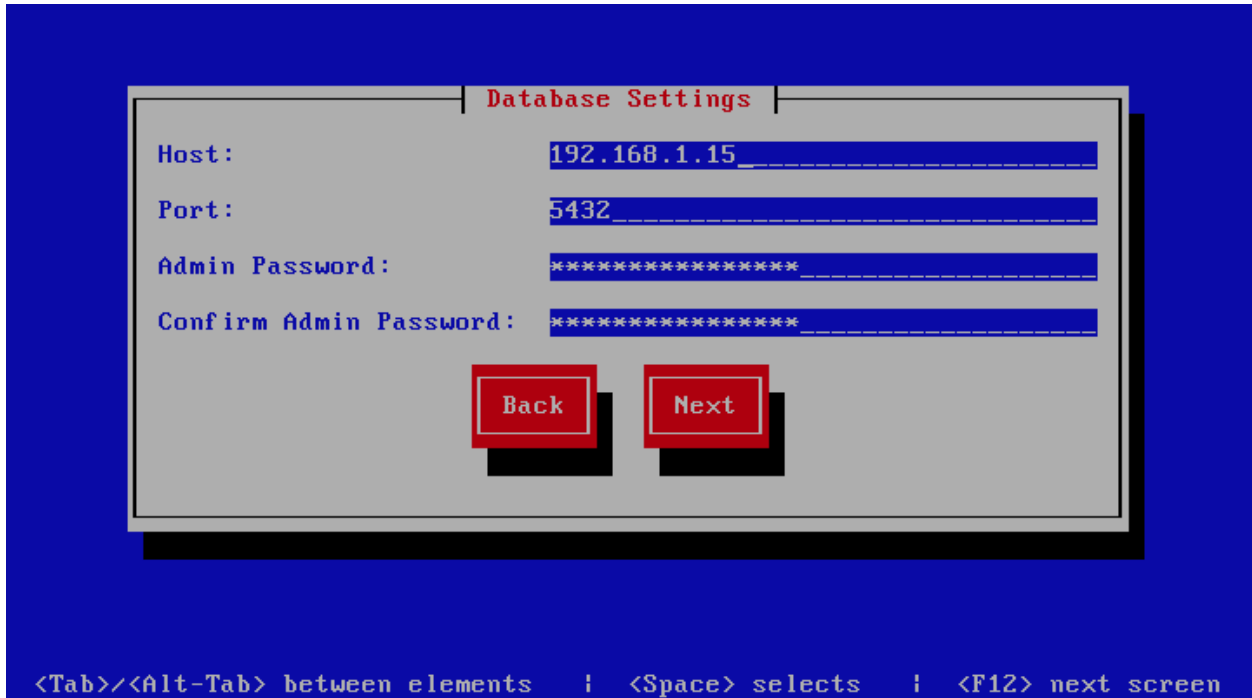 Database Settings
Host: 192.168.1.15_
Port: 5432
Admin Password: ****************
Confirm Admin Password: ****************
Back Next
<Tab>/<Alt-Tab> between elements | <Space> selects | <F12> next screen